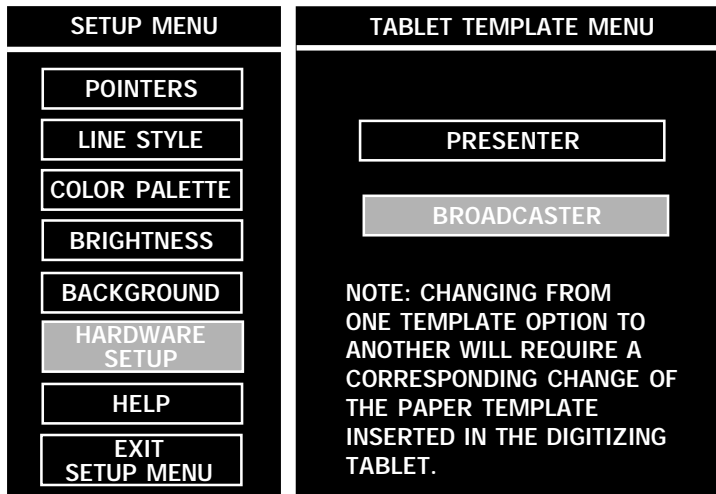 SETUP MENU
POINTERS
LINE STYLE
COLOR PALETTE
BRIGHTNESS
BACKGROUND
HARDWARE
SETUP
HELP
EXIT
SETUP MENU
TABLET TEMPLATE MENU
PRESENTER
BROADCASTER
NOTE: CHANGING FROM
ONE TEMPLATE OPTION TO
ANOTHER WILL REQUIRE A
CORRESPONDING CHANGE OF
THE PAPER TEMPLATE
INSERTED IN THE DIGITIZING
TABLET.